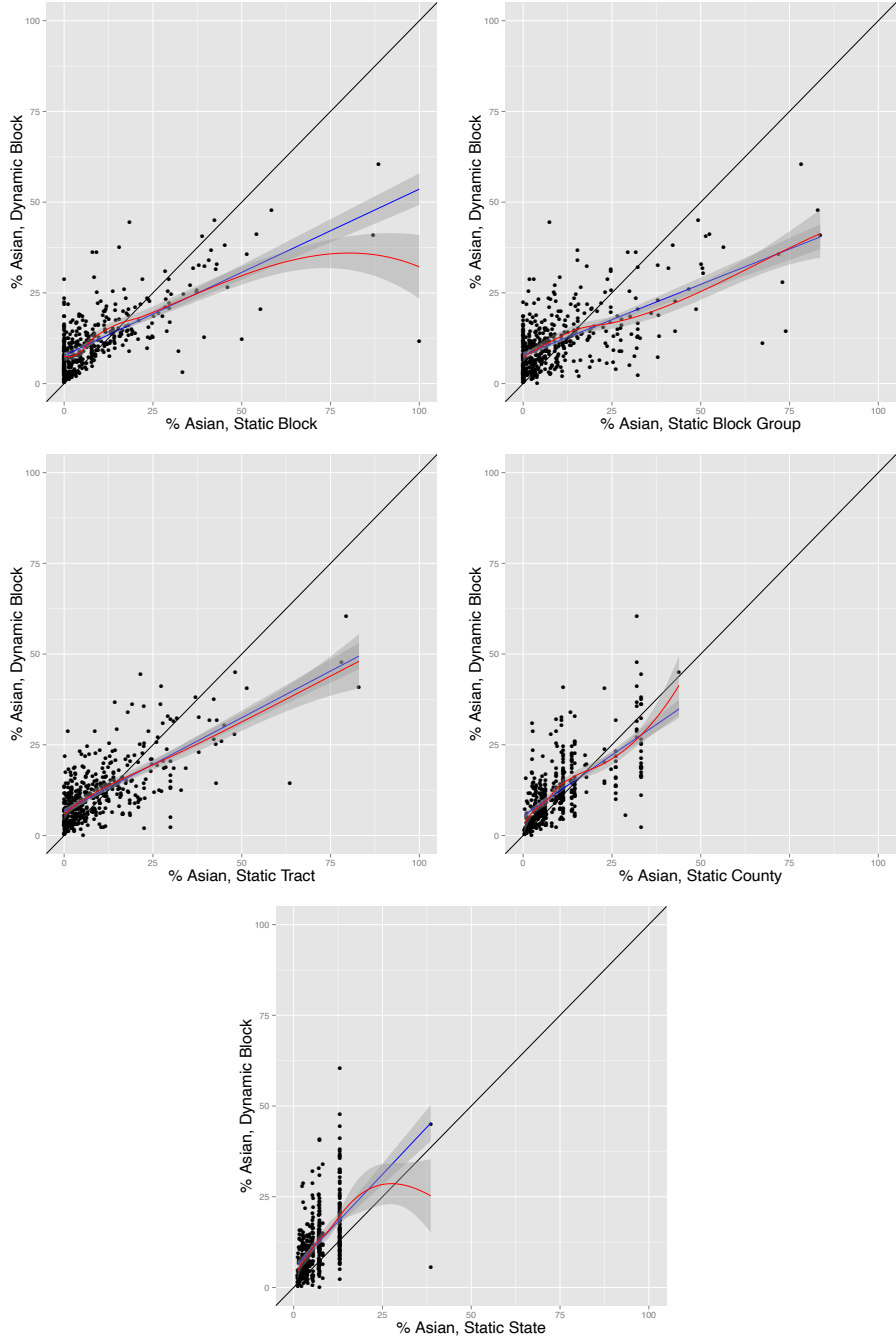 100
75
50
25
0
% Asian, Dynamic Block
0 25 50 75 100
% Asian, Static Block
100
75
50
25
0
% Asian, Dynamic Block
0 25 50 75 100
% Asian, Static Block Group
100
75
50
25
0
% Asian, Dynamic Block
0 25 50 75 100
% Asian, Static Tract
100
75
50
25
0
% Asian, Dynamic Block
0 25 50 75 100
% Asian, Static County
100
75
50
25
0
% Asian, Dynamic Block
0 25 50 75 100
% Asian, Static State